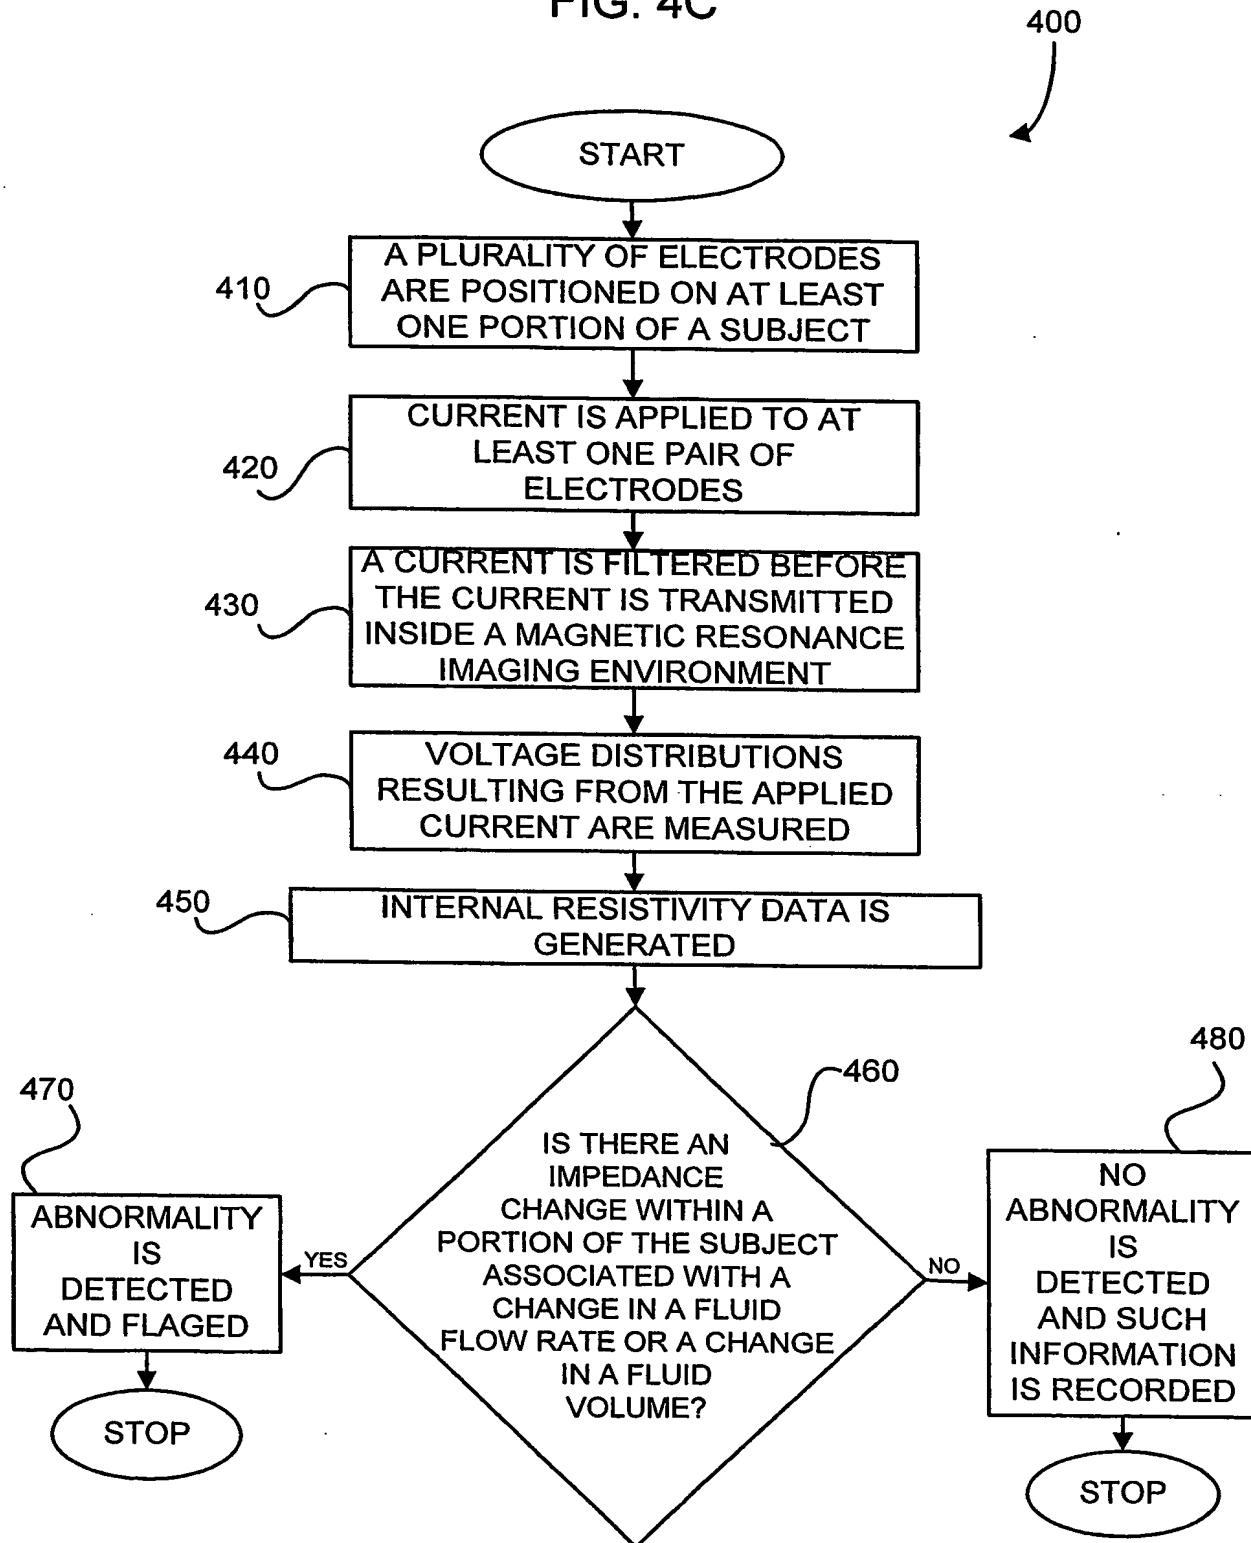 FIG. 4C
400
START
410
A PLURALITY OF ELECTRODES
ARE POSITIONED ON AT LEAST
ONE PORTION OF A SUBJECT
420
CURRENT IS APPLIED TO AT
LEAST ONE PAIR OF
ELECTRODES
430
A CURRENT IS FILTERED BEFORE
THE CURRENT IS TRANSMITTED
INSIDE A MAGNETIC RESONANCE
IMAGING ENVIRONMENT
440
VOLTAGE DISTRIBUTIONS
RESULTING FROM THE APPLIED
CURRENT ARE MEASURED
450
INTERNAL RESISTIVITY DATA IS
GENERATED
460
IS THERE AN
IMPEDANCE
CHANGE WITHIN A
PORTION OF THE SUBJECT
ASSOCIATED WITH A
CHANGE IN A FLUID
FLOW RATE OR A CHANGE
IN A FLUID
VOLUME?
YES
470
ABNORMALITY
IS
DETECTED
AND FLAGED
STOP
NO
480
NO
ABNORMALITY
IS
DETECTED
AND SUCH
INFORMATION
IS RECORDED
STOP